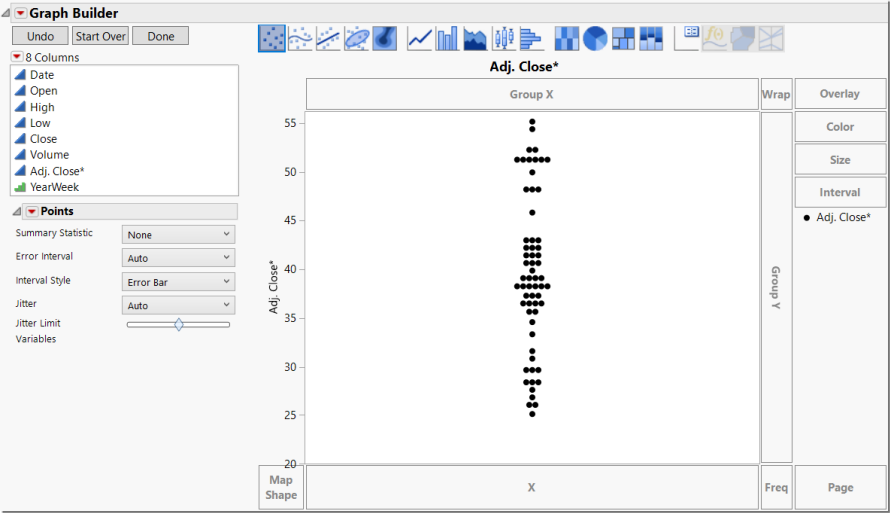 Graph Builder
Undo
Start Over
Done
8 Columns
Date
Open
High
Low
Close
Volume
Adj. Close*
YearWeek
Points
Summary Statistic
None
Error Interval
Auto
Interval Style
Error Bar
Jitter
Auto
Jitter Limit
Variables
Adj. Close*
Group X
Wrap
Overlay
Color
Size
Interval
Adj. Close*
55
50
45
40
35
30
25
20
Adj. Close*
Group Y
Map
Shape
X
Freq
Page